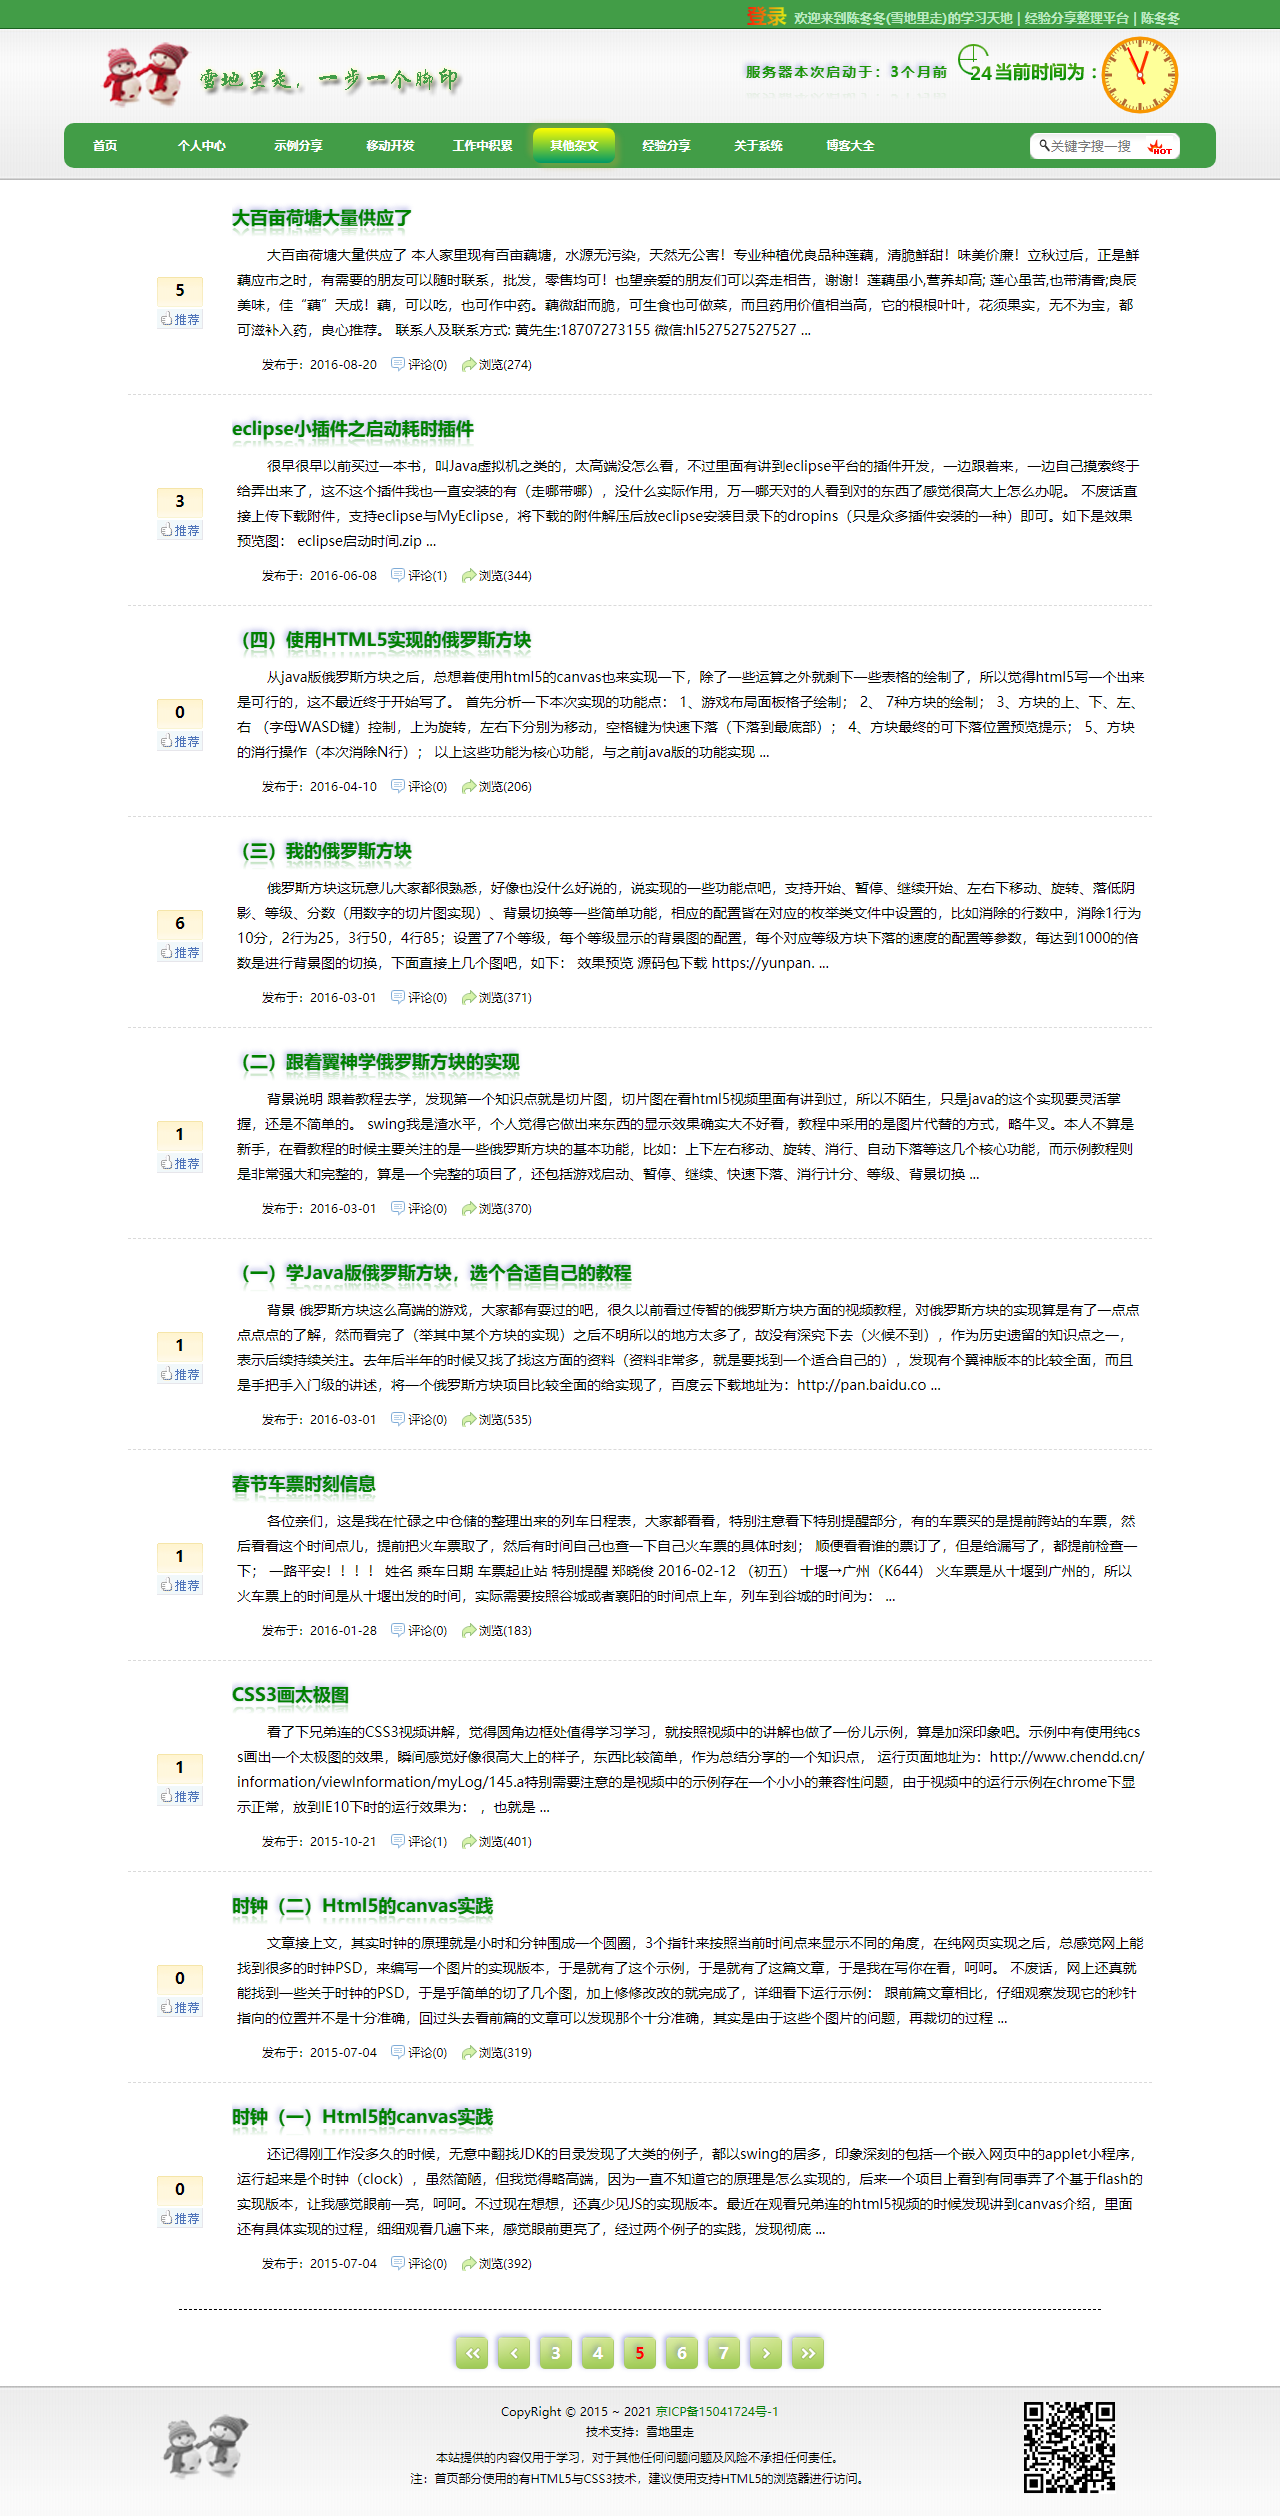 登录 欢迎来到陈冬冬(雪地里走)的学习天地 | 经验分享整理平台 | 陈冬冬
雪地里走，一步一个脚印
服务器本次启动于：3个月前 24 当前时间为：
首页 个人中心 示例分享 移动开发 工作中积累 其他杂文 经验分享 关于系统 博客大全 关键字搜一搜 HOT
大百亩荷塘大量供应了
大百亩荷塘大量供应了 本人家里现有百亩藕塘，水源无污染，天然无公害！专业种植优良品种莲藕，清脆鲜甜！味美价廉！立秋过后，正是鲜
藕应市之时，有需要的朋友可以随时联系，批发，零售均可！也望亲爱的朋友们可以奔走相告，谢谢！莲藕虽小,营养却高; 莲心虽苦,也带清香;良辰
美味，佳“藕”天成！藕，可以吃，也可作中药。藕微甜而脆，可生食也可做菜，而且药用价值相当高，它的根根叶叶，花须果实，无不为宝，都
可滋补入药，良心推荐。 联系人及联系方式: 黄先生:18707273155 微信:hl527527527527 ...
5
推荐
发布于：2016-08-20 评论(0) 浏览(274)
eclipse小插件之启动耗时插件
很早很早以前买过一本书，叫Java虚拟机之类的，太高端没怎么看，不过里面有讲到eclipse平台的插件开发，一边跟着来，一边自己摸索终于
给弄出来了，这不这个插件我也一直安装的有（走哪带哪），没什么实际作用，万一哪天对的人看到对的东西了感觉很高大上怎么办呢。 不废话直
接上传下载附件，支持eclipse与MyEclipse，将下载的附件解压后放eclipse安装目录下的dropins（只是众多插件安装的一种）即可。如下是效果
预览图： eclipse启动时间.zip ...
3
推荐
发布于：2016-06-08 评论(1) 浏览(344)
（四）使用HTML5实现的俄罗斯方块
从java版俄罗斯方块之后，总想着使用html5的canvas也来实现一下，除了一些运算之外就剩下一些表格的绘制了，所以觉得html5写一个出来
是可行的，这不最近终于开始写了。 首先分析一下本次实现的功能点： 1、游戏布局面板格子绘制； 2、 7种方块的绘制； 3、方块的上、下、左、
右 （字母WASD键）控制，上为旋转，左右下分别为移动，空格键为快速下落（下落到最底部）； 4、方块最终的可下落位置预览提示； 5、方块
的消行操作（本次消除N行）； 以上这些功能为核心功能，与之前java版的功能实现 ...
0
推荐
发布于：2016-04-10 评论(0) 浏览(206)
（三）我的俄罗斯方块
俄罗斯方块这玩意儿大家都很熟悉，好像也没什么好说的，说实现的一些功能点吧，支持开始、暂停、继续开始、左右下移动、旋转、落低阴
影、等级、分数（用数字的切片图实现）、背景切换等一些简单功能，相应的配置皆在对应的枚举类文件中设置的，比如消除的行数中，消除1行为
10分，2行为25，3行50，4行85；设置了7个等级，每个等级显示的背景图的配置，每个对应等级方块下落的速度的配置等参数，每达到1000的倍
数是进行背景图的切换，下面直接上几个图吧，如下： 效果预览 源码包下载 https://yunpan. ...
6
推荐
发布于：2016-03-01 评论(0) 浏览(371)
（二）跟着翼神学俄罗斯方块的实现
背景说明 跟着教程去学，发现第一个知识点就是切片图，切片图在看html5视频里面有讲到过，所以不陌生，只是java的这个实现要灵活掌
握，还是不简单的。 swing我是渣水平，个人觉得它做出来东西的显示效果确实大不好看，教程中采用的是图片代替的方式，略牛叉。本人不算是
新手，在看教程的时候主要关注的是一些俄罗斯方块的基本功能，比如：上下左右移动、旋转、消行、自动下落等这几个核心功能，而示例教程则
是非常强大和完整的，算是一个完整的项目了，还包括游戏启动、暂停、继续、快速下落、消行计分、等级、背景切换 ...
1
推荐
发布于：2016-03-01 评论(0) 浏览(370)
（一）学Java版俄罗斯方块，选个合适自己的教程
背景 俄罗斯方块这么高端的游戏，大家都有耍过的吧，很久以前看过传智的俄罗斯方块方面的视频教程，对俄罗斯方块的实现算是有了一点点
点点点的了解，然而看完了（举其中某个方块的实现）之后不明所以的地方太多了，故没有深究下去（火候不到），作为历史遗留的知识点之一，
表示后续持续关注。去年后半年的时候又找了找这方面的资料（资料非常多，就是要找到一个适合自己的），发现有个翼神版本的比较全面，而且
是手把手入门级的讲述，将一个俄罗斯方块项目比较全面的给实现了，百度云下载地址为：http://pan.baidu.co ...
1
推荐
发布于：2016-03-01 评论(0) 浏览(535)
春节车票时刻信息
各位亲们，这是我在忙碌之中仓储的整理出来的列车日程表，大家都看看，特别注意看下特别提醒部分，有的车票买的是提前跨站的车票，然
后看看这个时间点儿，提前把火车票取了，然后有时间自己也查一下自己火车票的具体时刻； 顺便看看谁的票订了，但是给漏写了，都提前检查一
下； 一路平安！！！！ 姓名 乘车日期 车票起止站 特别提醒 郑晓俊 2016-02-12 （初五） 十堰→广州（K644） 火车票是从十堰到广州的，所以
火车票上的时间是从十堰出发的时间，实际需要按照谷城或者襄阳的时间点上车，列车到谷城的时间为： ...
1
推荐
发布于：2016-01-28 评论(0) 浏览(183)
CSS3画太极图
看了下兄弟连的CSS3视频讲解，觉得圆角边框处值得学习学习，就按照视频中的讲解也做了一份儿示例，算是加深印象吧。示例中有使用纯cs
s画出一个太极图的效果，瞬间感觉好像很高大上的样子，东西比较简单，作为总结分享的一个知识点， 运行页面地址为：http://www.chendd.cn/
information/viewInformation/myLog/145.a特别需要注意的是视频中的示例存在一个小小的兼容性问题，由于视频中的运行示例在chrome下显
示正常，放到IE10下时的运行效果为： ，也就是 ...
1
推荐
发布于：2015-10-21 评论(1) 浏览(401)
时钟（二）Html5的canvas实践
文章接上文，其实时钟的原理就是小时和分钟围成一个圆圈，3个指针来按照当前时间点来显示不同的角度，在纯网页实现之后，总感觉网上能
找到很多的时钟PSD，来编写一个图片的实现版本，于是就有了这个示例，于是就有了这篇文章，于是我在写你在看，呵呵。 不废话，网上还真就
能找到一些关于时钟的PSD，于是乎简单的切了几个图，加上修修改改的就完成了，详细看下运行示例： 跟前篇文章相比，仔细观察发现它的秒针
指向的位置并不是十分准确，回过头去看前篇的文章可以发现那个十分准确，其实是由于这些个图片的问题，再裁切的过程 ...
0
推荐
发布于：2015-07-04 评论(0) 浏览(319)
时钟（一）Html5的canvas实践
还记得刚工作没多久的时候，无意中翻找JDK的目录发现了大类的例子，都以swing的居多，印象深刻的包括一个嵌入网页中的applet小程序，
运行起来是个时钟（clock），虽然简陋，但我觉得略高端，因为一直不知道它的原理是怎么实现的，后来一个项目上看到有同事弄了个基于flash的
实现版本，让我感觉眼前一亮，呵呵。不过现在想想，还真少见JS的实现版本。最近在观看兄弟连的html5视频的时候发现讲到canvas介绍，里面
还有具体实现的过程，细细观看几遍下来，感觉眼前更亮了，经过两个例子的实践，发现彻底 ...
0
推荐
发布于：2015-07-04 评论(0) 浏览(392)
« ‹ 3 4 5 6 7 › »
CopyRight © 2015 ~ 2021 京ICP备15041724号-1
技术支持：雪地里走
本站提供的内容仅用于学习，对于其他任何问题问题及风险不承担任何责任。
注：首页部分使用的有HTML5与CSS3技术，建议使用支持HTML5的浏览器进行访问。